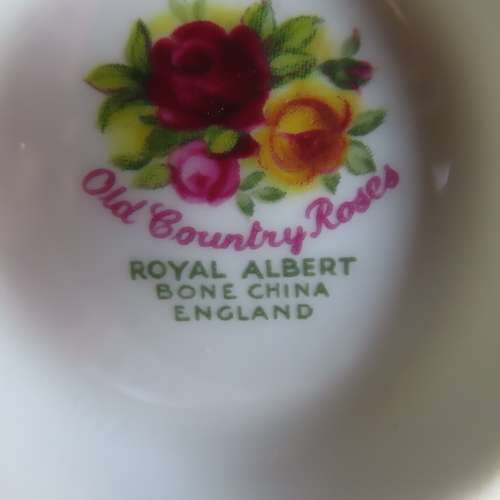 Old Country Roses
ROYAL ALBERT
BONE CHINA
ENGLAND